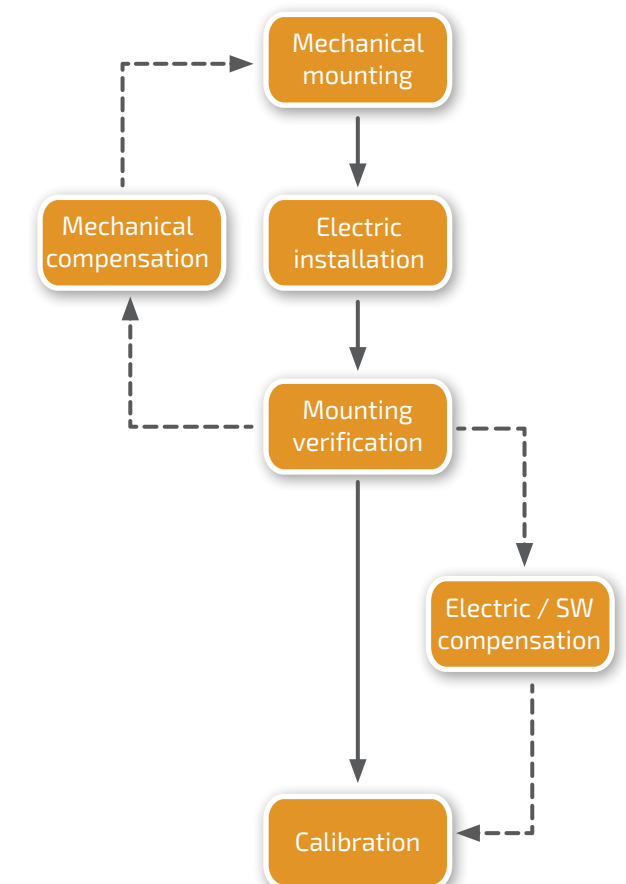 Mechanical
mounting
Mechanical
compensation
Electric
installation
Mounting
verification
Electric / SW
compensation
Calibration